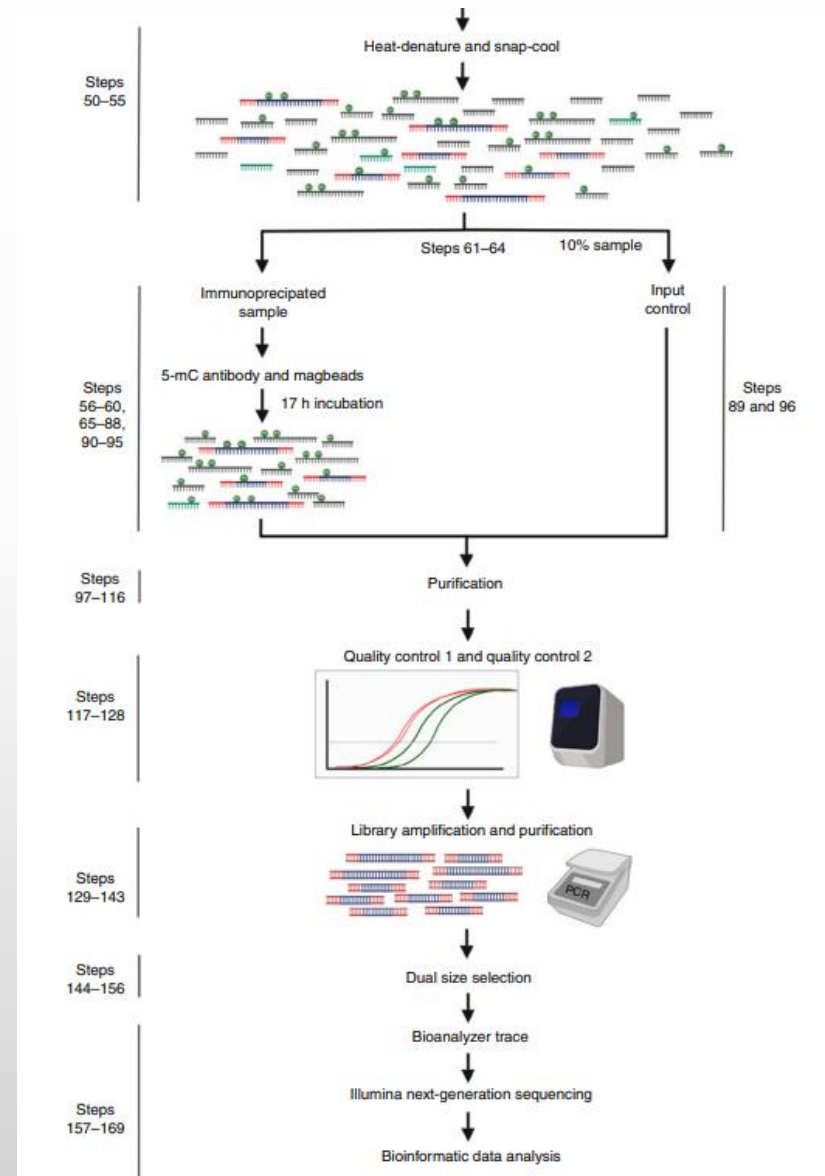 Heat-denature and snap-cool
Steps
50–55
Steps 61–64
10% sample
Immunoprecipated
sample
Input
control
5-mC antibody and magbeads
17 h incubation
Steps
56–60,
65–88,
90–95
Steps
89 and 96
Steps
97–116
Purification
Quality control 1 and quality control 2
Steps
117–128
Library amplification and purification
PCR
Steps
129–143
Steps
144–156
Dual size selection
Bioanalyzer trace
Illumina next-generation sequencing
Steps
157–169
Bioinformatic data analysis